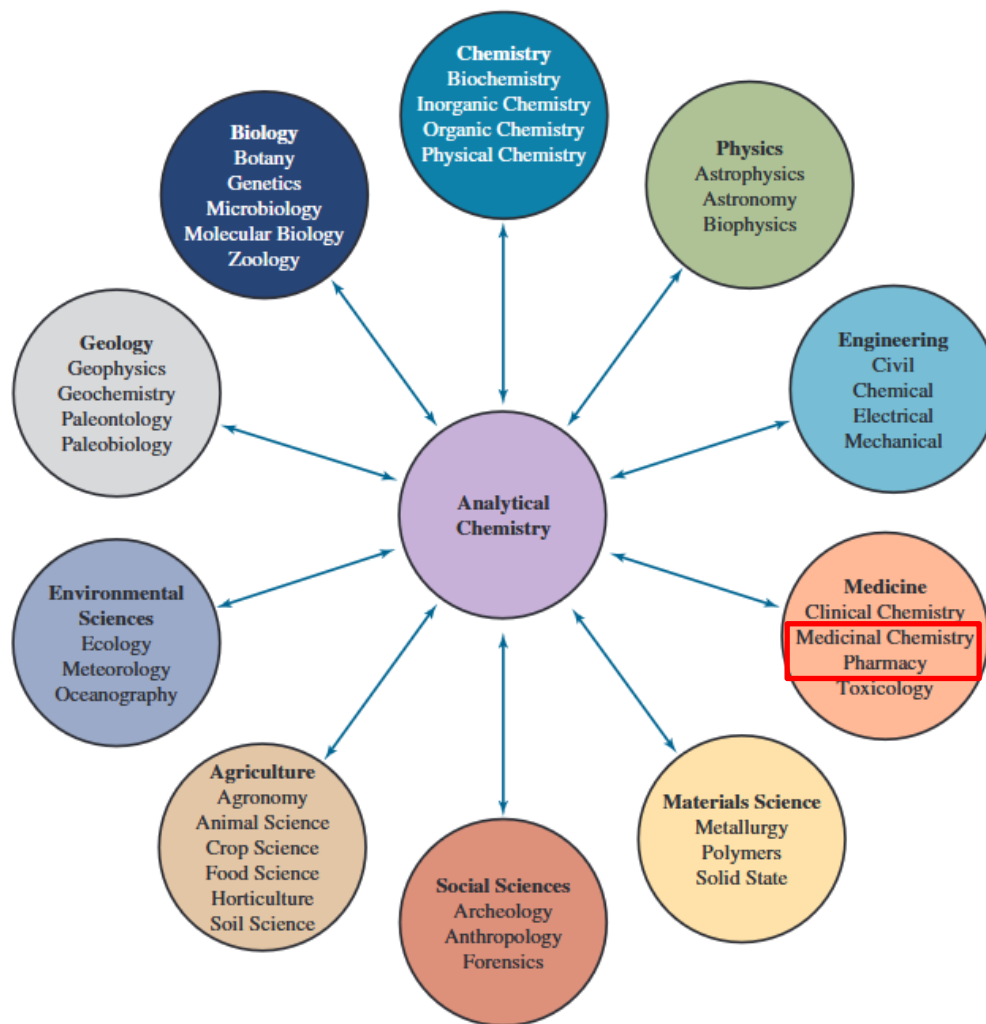 Chemistry
Biochemistry
Inorganic Chemistry
Organic Chemistry
Physical Chemistry
Biology
Botany
Genetics
Microbiology
Molecular Biology
Zoology
Physics
Astrophysics
Astronomy
Biophysics
Geology
Geophysics
Geochemistry
Paleontology
Paleobiology
Engineering
Civil
Chemical
Electrical
Mechanical
Analytical
Chemistry
Environmental
Sciences
Ecology
Meteorology
Oceanography
Medicine
Clinical Chemistry
Medicinal Chemistry
Pharmacy
Toxicology
Agriculture
Agronomy
Animal Science
Crop Science
Food Science
Horticulture
Soil Science
Social Sciences
Archeology
Anthropology
Forensics
Materials Science
Metallurgy
Polymers
Solid State